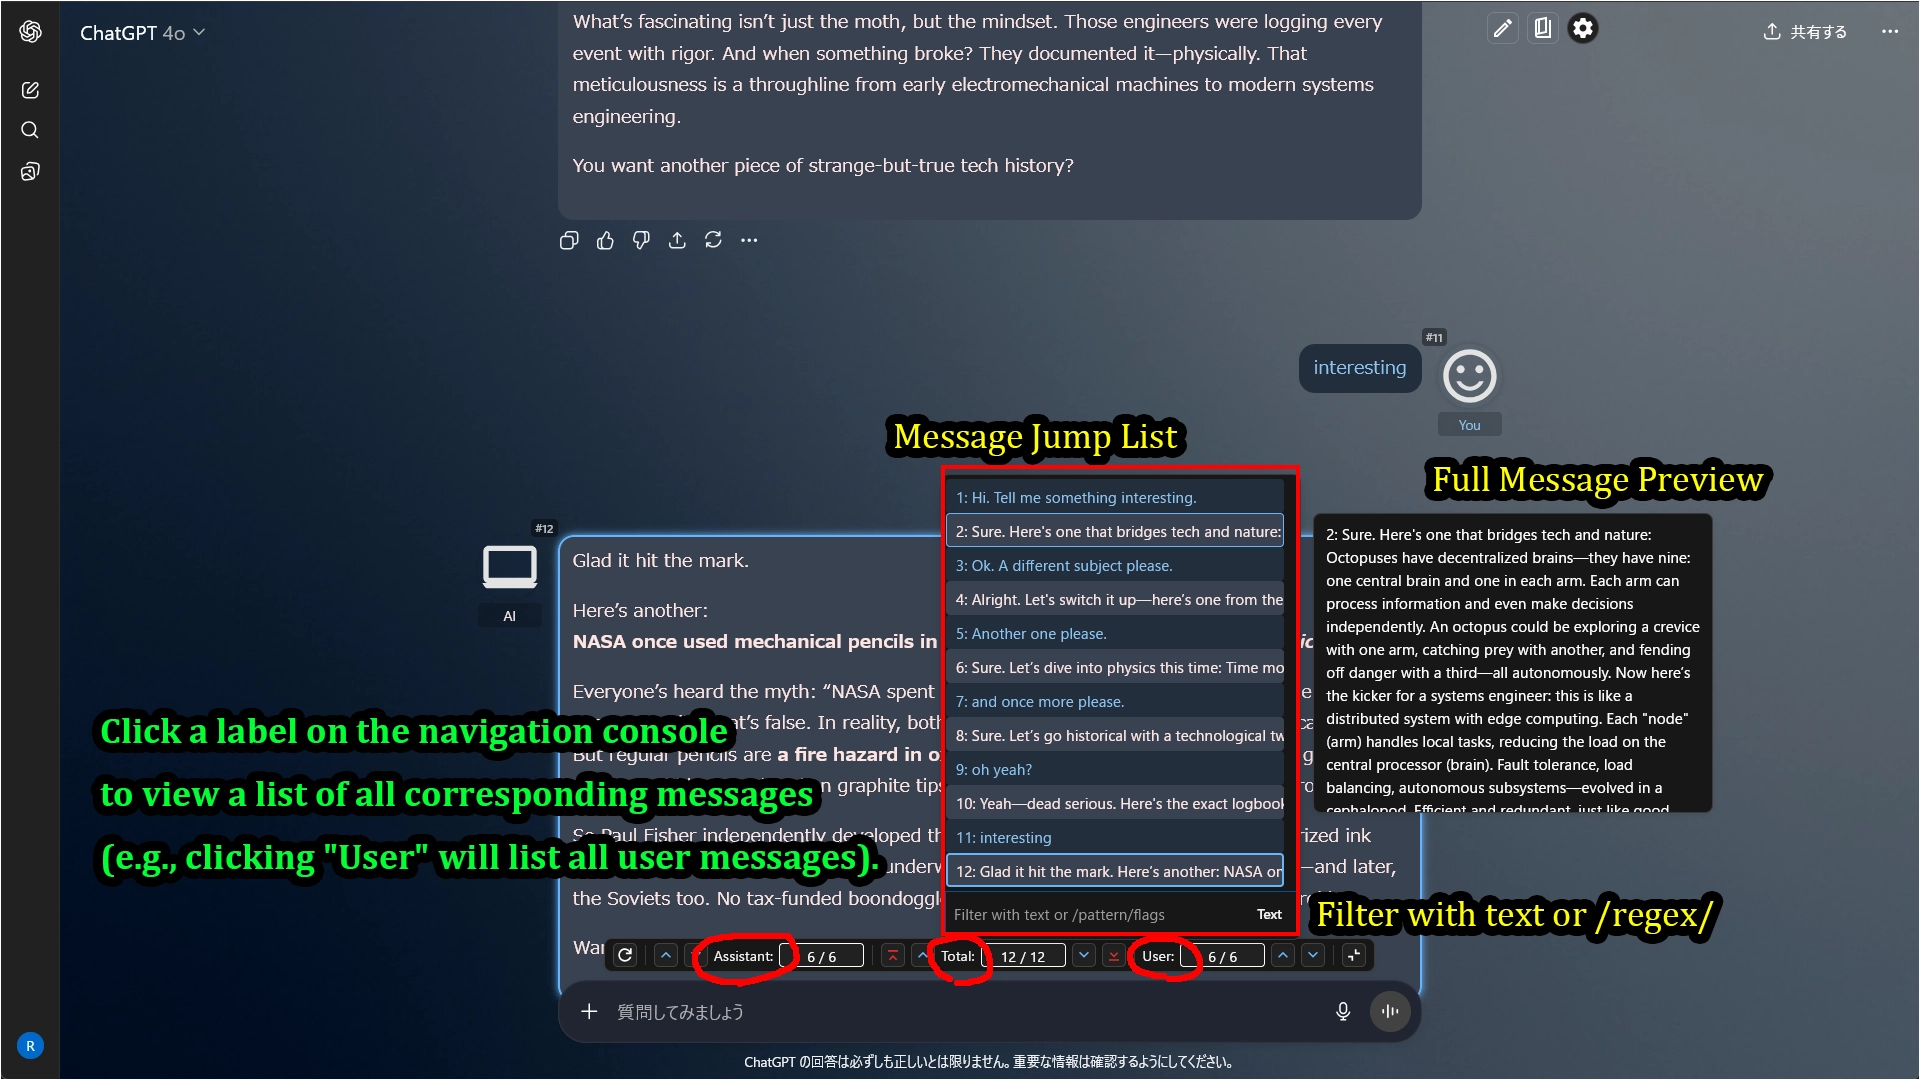 ChatGPT 4o
共有する
What's fascinating isn't just the moth, but the mindset. Those engineers were logging every
event with rigor. And when something broke? They documented it—physically. That
meticulousness is a throughline from early electromechanical machines to modern systems
engineering.
You want another piece of strange-but-true tech history?
#11
interesting
You
Message Jump List
Full Message Preview
#12
AI
Glad it hit the mark.
Here's another:
NASA once used mechanical pencils in
Everyone's heard the myth: "NASA spent
at's false. In reality, both
But regular pencils are a fire hazard in
n graphite tips
So Paul Fisher independently developed
rized ink
underw
—and later,
the Soviets too. No tax-funded boondoggle
1: Hi. Tell me something interesting.
2: Sure. Here's one that bridges tech and nature:
3: Ok. A different subject please.
4: Alright. Let's switch it up—here's one from the
5: Another one please.
6: Sure. Let's dive into physics this time: Time mo
7: and once more please.
8: Sure. Let's go historical with a technological tw
9: oh yeah?
10: Yeah—dead serious. Here's the exact logbook
11: interesting
12: Glad it hit the mark. Here's another: NASA on
Filter with text or /pattern/flags
Text
2: Sure. Here's one that bridges tech and nature:
Octopuses have decentralized brains—they have nine:
one central brain and one in each arm. Each arm can
process information and even make decisions
independently. An octopus could be exploring a crevice
with one arm, catching prey with another, and fending
off danger with a third—all autonomously. Now here's
the kicker for a systems engineer: this is like a
distributed system with edge computing. Each "node"
(arm) handles local tasks, reducing the load on the
central processor (brain). Fault tolerance, load
balancing, autonomous subsystems—evolved in a
cephalopod. Efficient and redundant, just like good
Click a label on the navigation console
to view a list of all corresponding messages
(e.g., clicking "User" will list all user messages).
Filter with text or /regex/
Assistant: 6 / 6
Total: 12 / 12
User: 6 / 6
質問してみましょう
R
ChatGPT の回答は必ずしも正しいとは限りません。重要な情報は確認するようにしてください。